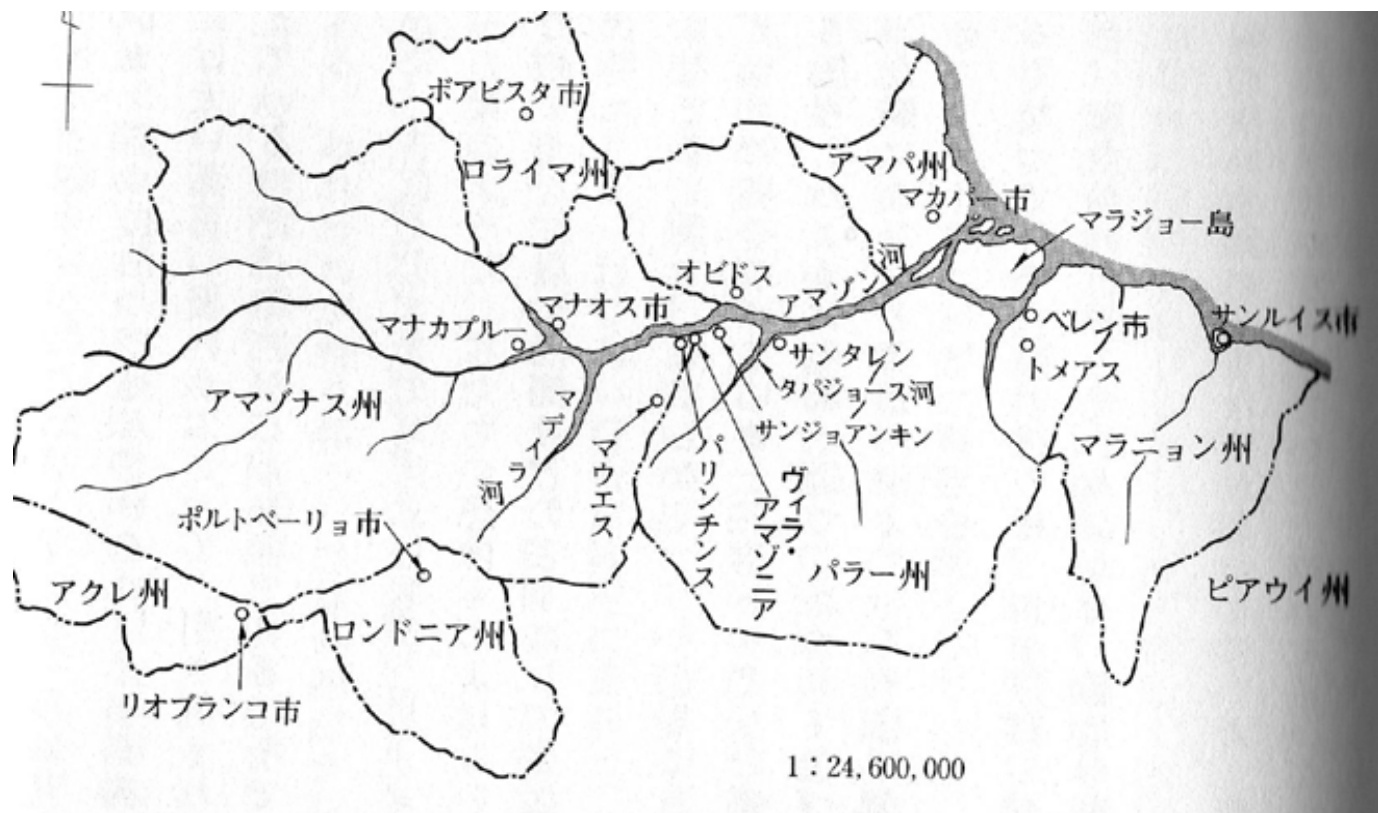 ボアビスタ市
ロライマ州
アマパ州
マカパー市
マラジョー島
オビドス
アマゾン河
マナオス市
マナカプルー
サンタレン
ベレン市
サンルイス市
トメアス
タパジョース河
アマゾナス州
マデイラ河
マウエス
パリンチンス
ヴィラ・
アマゾニア
サンジョアンキン
マラニョン州
ポルトベーリョ市
パラー州
ピアウイ州
アクレ州
ロンドニア州
リオブランコ市
1:24,600,000